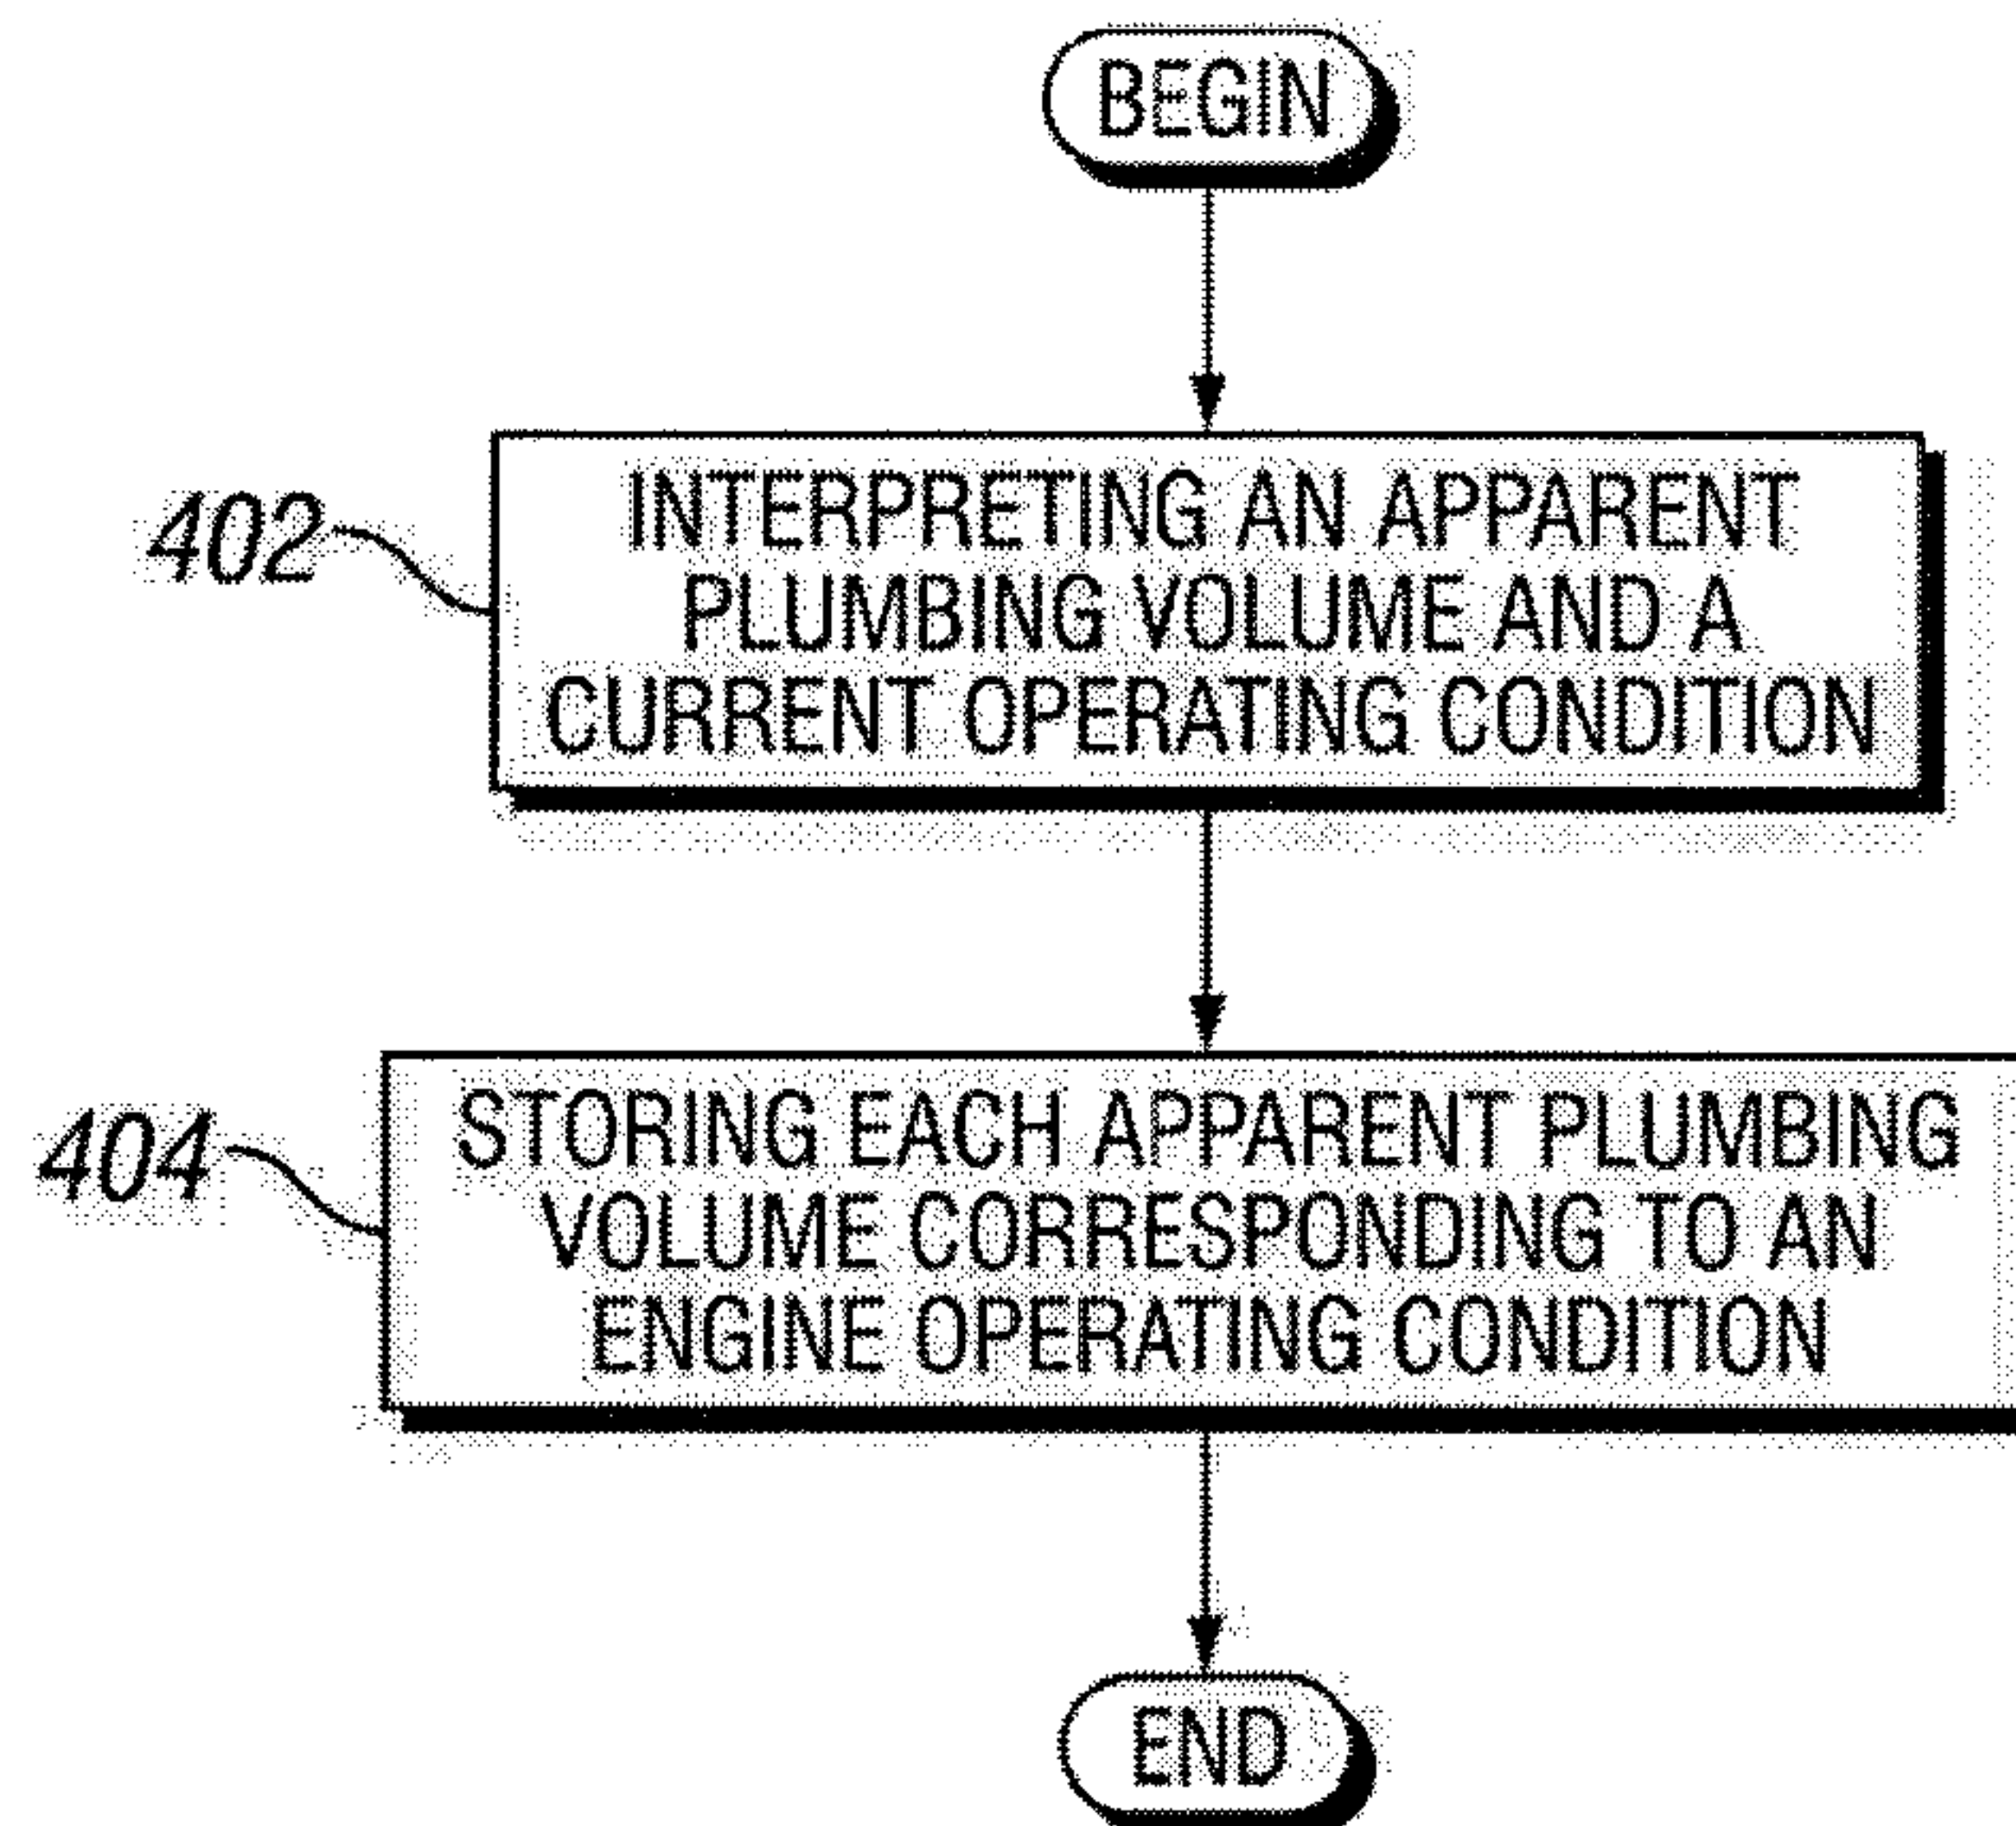 BEGIN
402
INTERPRETING AN APPARENT
PLUMBING VOLUME AND A
CURRENT OPERATING CONDITION
404
STORING EACH APPARENT PLUMBING
VOLUME CORRESPONDING TO AN
ENGINE OPERATING CONDITION
END